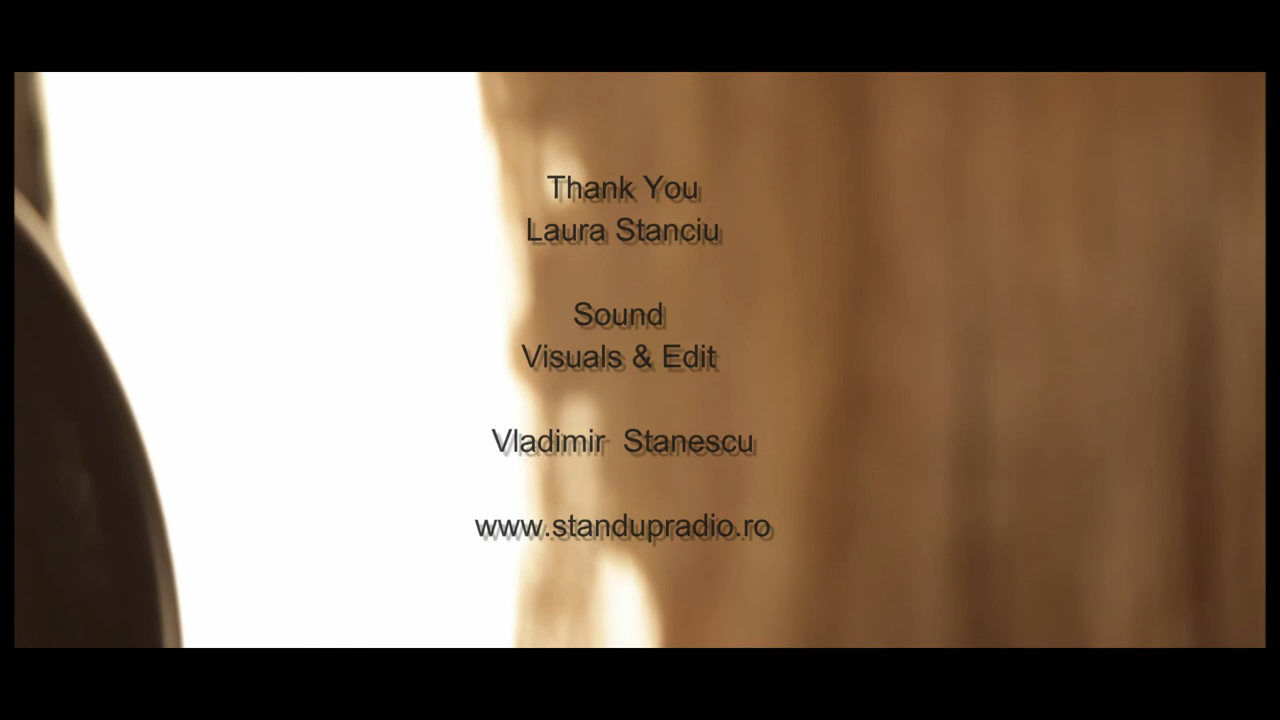 Thank You
Laura Stanciu
Sound
Visuals & Edit
Vladimir Stanescu
www.standupradio.ro